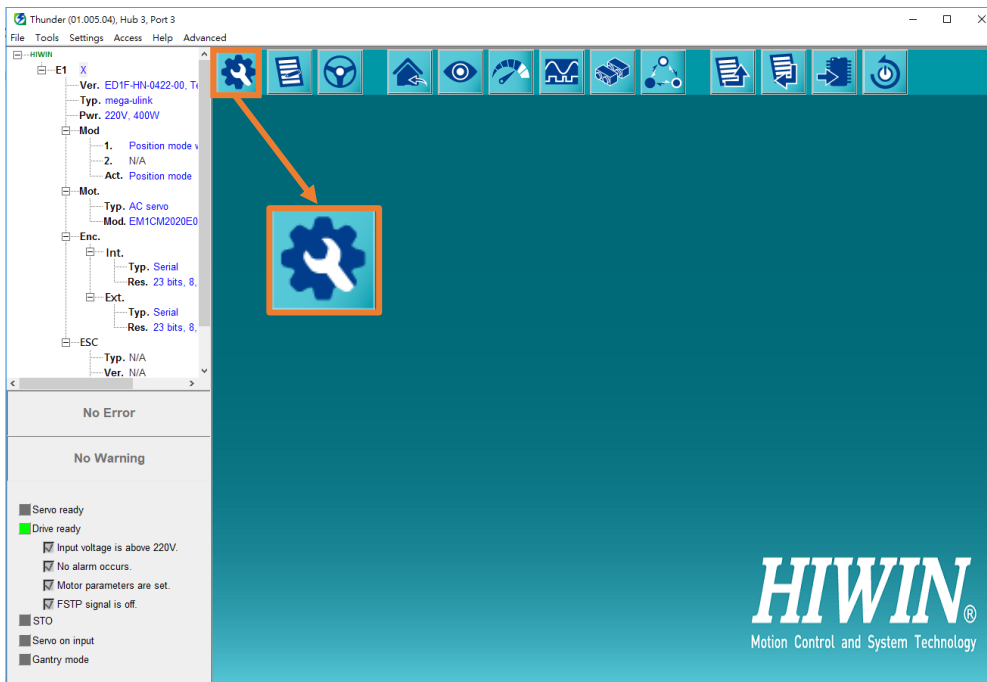 Thunder (01.005.04), Hub 3, Port 3
File Tools Settings Access Help Advanced
HIWIN
E1 X
Ver. ED1F-HN-0422-00, Te
Typ. mega-ulink
Pwr. 220V, 400W
Mod
1. Position mode v
2. N/A
Act. Position mode
Mot.
Typ. AC servo
Mod. EM1CM2020E0
Enc.
Int.
Typ. Serial
Res. 23 bits, 8,
Ext.
Typ. Serial
Res. 23 bits, 8,
ESC
Typ. N/A
Ver. N/A
No Error
No Warning
Servo ready
Drive ready
Input voltage is above 220V.
No alarm occurs.
Motor parameters are set.
FSTP signal is off.
STO
Servo on input
Gantry mode
HIWIN®
Motion Control and System Technology